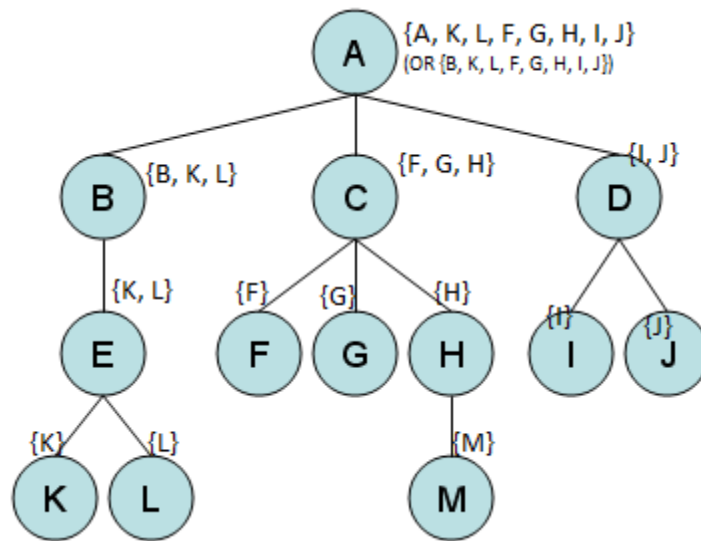 A {A, K, L, F, G, H, I, J}
(OR {B, K, L, F, G, H, I, J})
B {B, K, L} C {F, G, H} D {I, J}
{K, L} {F} {G} {H} {I} {J}
E F G H I J
{K} {L} {M}
K L M